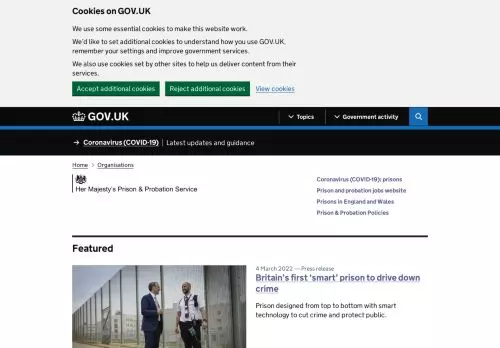 Cookies on GOV.UK
We use some essential cookies to make this website work.
We'd like to set additional cookies to understand how you use GOV.UK,
remember your settings and improve government services.
We also use cookies set by other sites to help us deliver content from their
services.
Accept additional cookies
Reject additional cookies
View cookies
GOV.UK
Topics
Government activity
→ Coronavirus (COVID-19) | Latest updates and guidance
Home > Organisations
Her Majesty's Prison & Probation Service
Coronavirus (COVID-19): prisons
Prison and probation jobs website
Prisons in England and Wales
Prison & Probation Policies
Featured
4 March 2022 — Press release
Britain's first 'smart' prison to drive down
crime
Prison designed from top to bottom with smart
technology to cut crime and protect public.